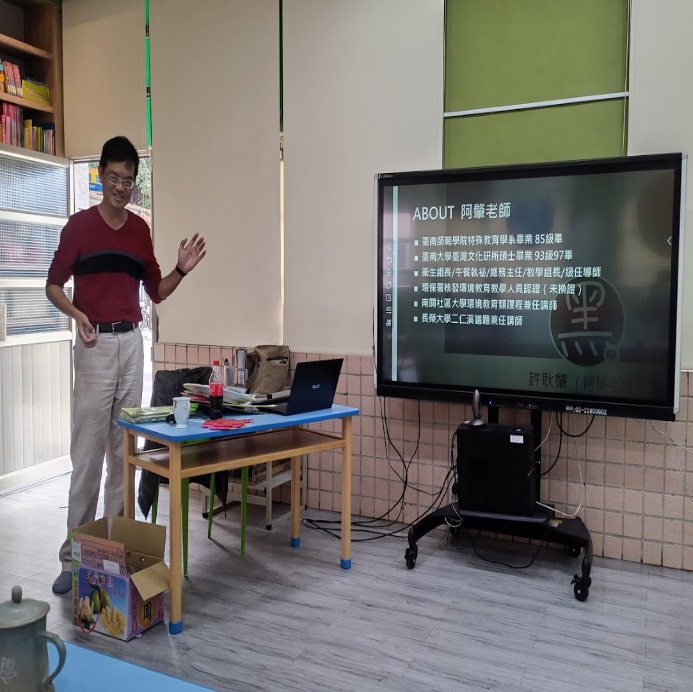 ABOUT 阿肇老師
臺南師範學院特殊教育學系畢業 85級畢
臺南大學臺灣文化研所碩士畢業 93級97畢
衛生組長/午餐執祕/總務主任/教學組長/級任導師
環保署核發環境教育教學人員認證(未換證)
南關社區大學環境教育類課程兼任講師
長榮大學二仁溪議題兼任講師
黑
許耿肇(阿肇
ASUS